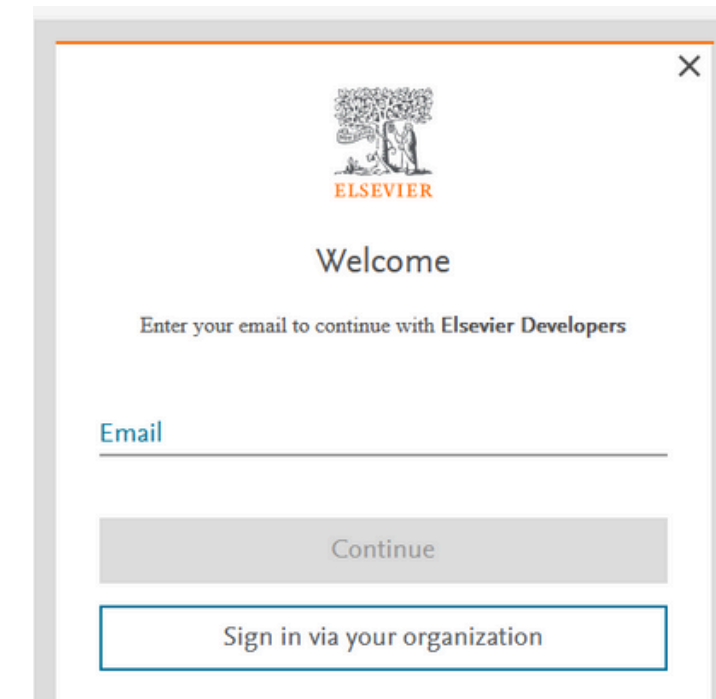 ELSEVIER
Welcome
Enter your email to continue with Elsevier Developers
Email
Continue
Sign in via your organization